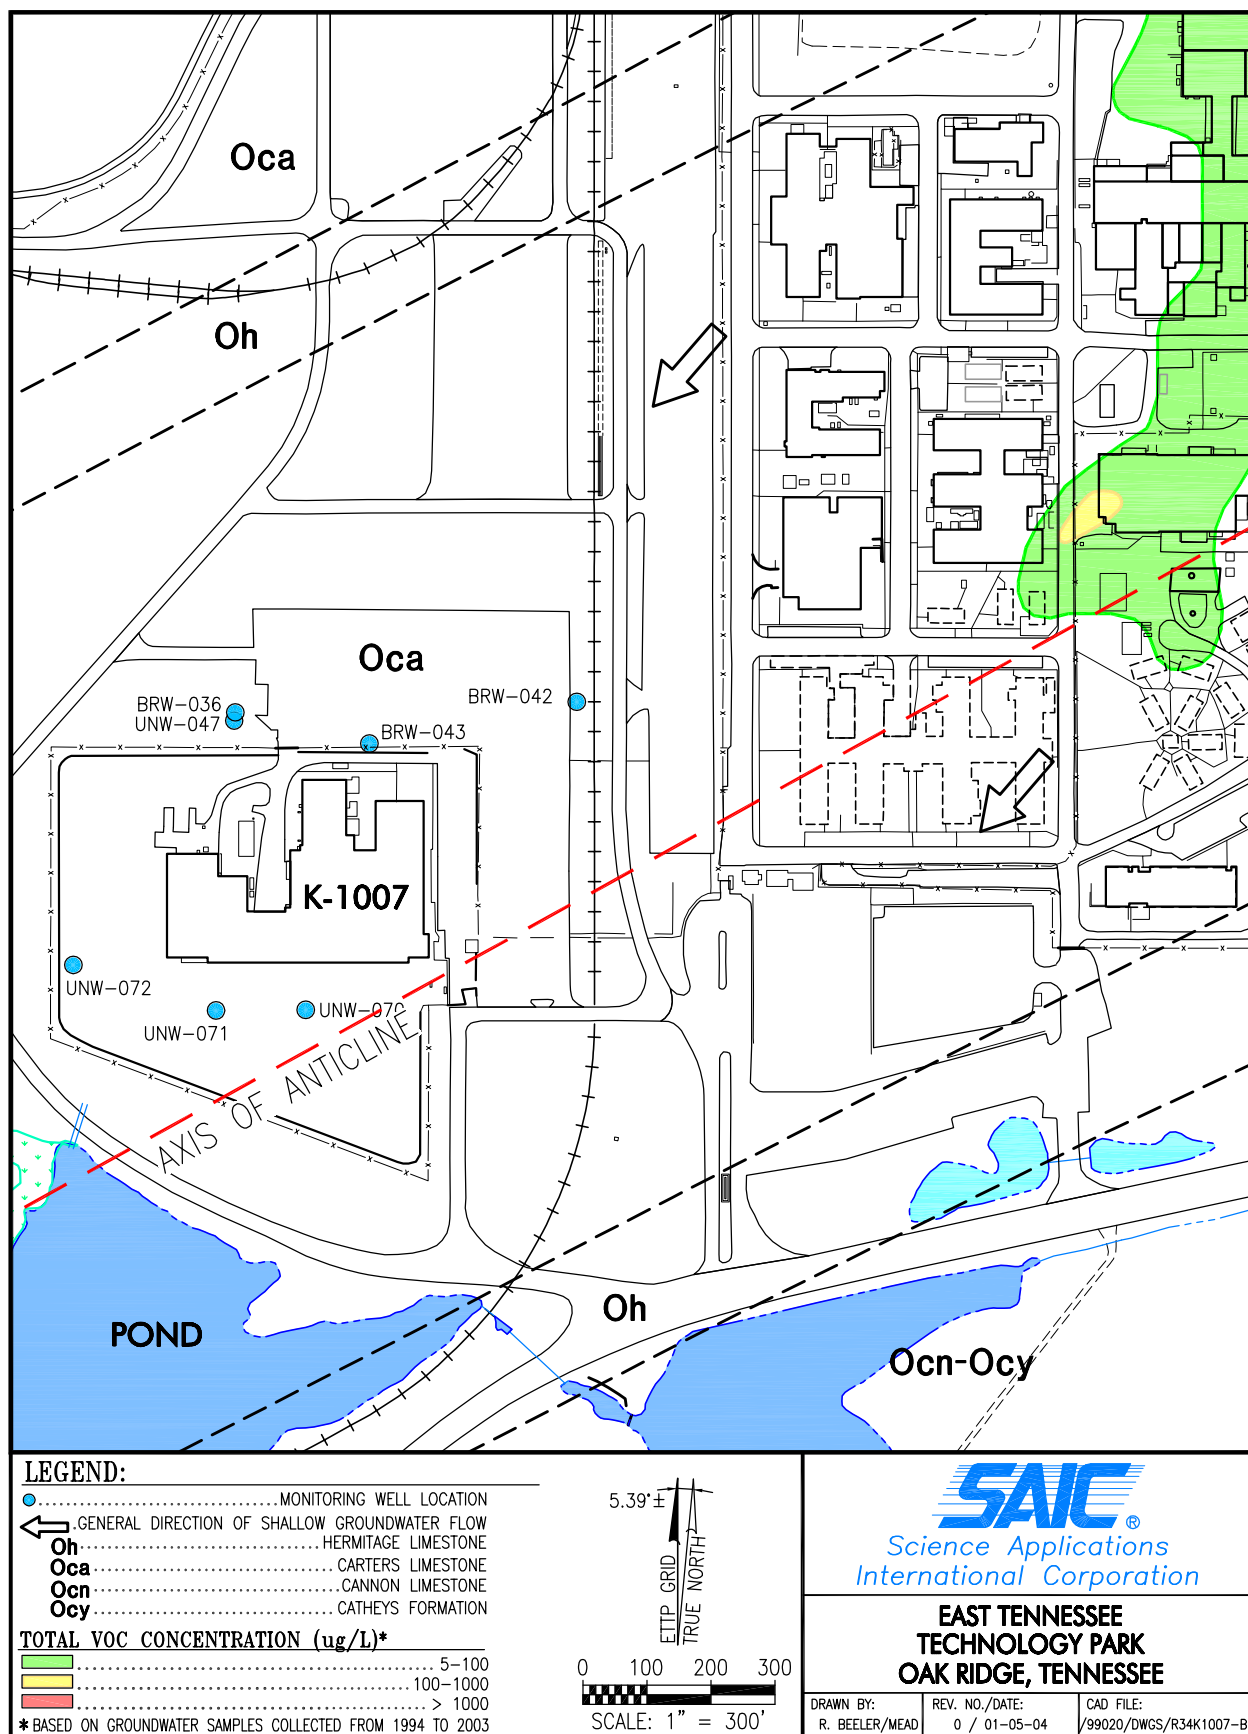 Oca
Oh
Oca
BRW-036
UNW-047
BRW-042
BRW-043
K-1007
UNW-072
UNW-071
UNW-070
AXIS OF ANTICLINE
POND
Oh
Ocn-Ocy
LEGEND:
MONITORING WELL LOCATION
GENERAL DIRECTION OF SHALLOW GROUNDWATER FLOW
Oh HERMITAGE LIMESTONE
Oca CARTERS LIMESTONE
Ocn CANNON LIMESTONE
Ocy CATHEYS FORMATION
TOTAL VOC CONCENTRATION (ug/L)*
5-100
100-1000
> 1000
* BASED ON GROUNDWATER SAMPLES COLLECTED FROM 1994 TO 2003
5.39°±
ETTP GRID
TRUE NORTH
0 100 200 300
SCALE: 1" = 300'
SAIC ®
Science Applications
International Corporation
EAST TENNESSEE
TECHNOLOGY PARK
OAK RIDGE, TENNESSEE
DRAWN BY:
R. BEELER/MEAD
REV. NO./DATE:
0 / 01-05-04
CAD FILE:
/99020/DWGS/R34K1007-B